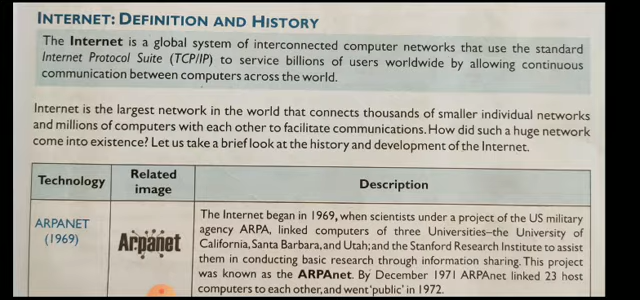 INTERNET: DEFINITION AND HISTORY
The Internet is a global system of interconnected computer networks that use the standard
Internet Protocol Suite (TCP/IP) to service billions of users worldwide by allowing continuous
communication between computers across the world.
Internet is the largest network in the world that connects thousands of smaller individual networks
and millions of computers with each other to facilitate communications. How did such a huge network
come into existence? Let us take a brief look at the history and development of the Internet.
Technology
Related
image
Description
ARPANET
(1969)
Arpanet
The Internet began in 1969, when scientists under a project of the US military
agency ARPA, linked computers of three Universities–the University of
California, Santa Barbara, and Utah; and the Stanford Research Institute to assist
them in conducting basic research through information sharing. This project
was known as the ARPAnet. By December 1971 ARPAnet linked 23 host
computers to each other, and went 'public' in 1972.